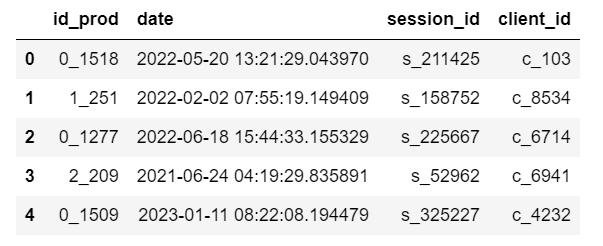 id_prod date session_id client_id
0 0_1518 2022-05-20 13:21:29.043970 s_211425 c_103
1 1_251 2022-02-02 07:55:19.149409 s_158752 c_8534
2 0_1277 2022-06-18 15:44:33.155329 s_225667 c_6714
3 2_209 2021-06-24 04:19:29.835891 s_52962 c_6941
4 0_1509 2023-01-11 08:22:08.194479 s_325227 c_4232